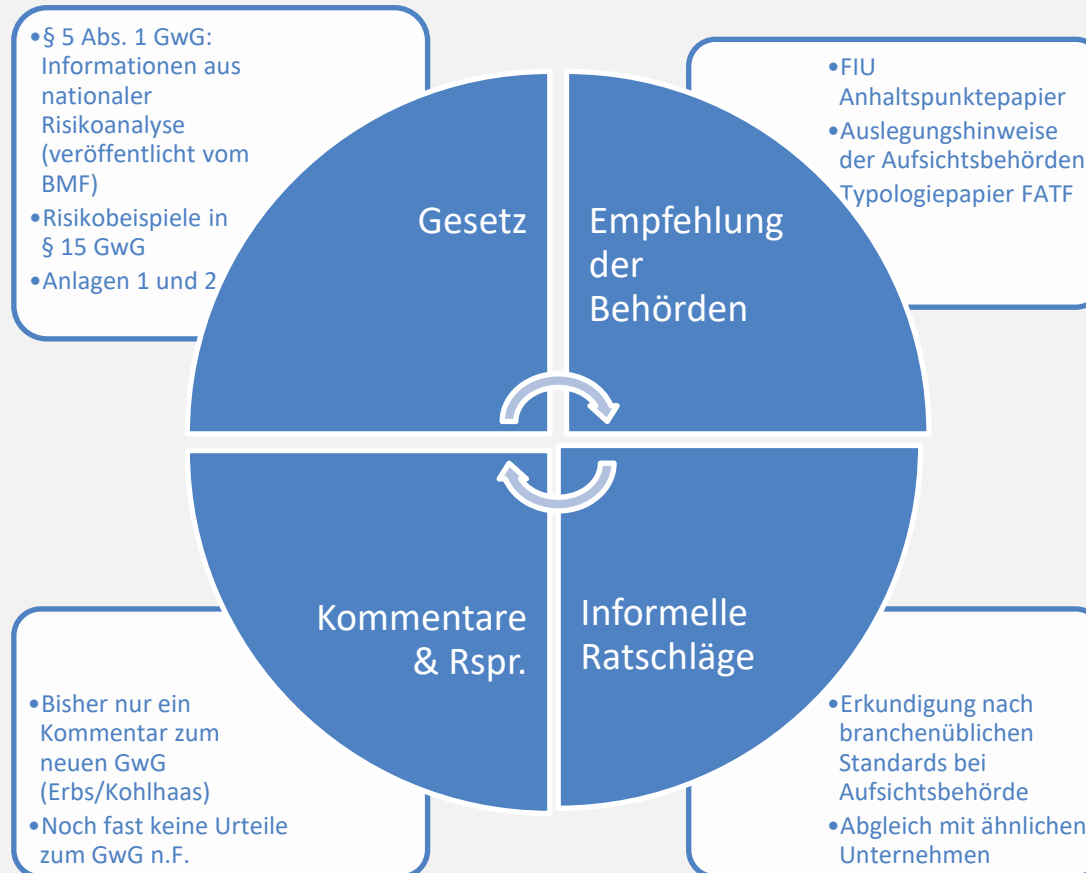 •§ 5 Abs. 1 GwG:
Informationen aus
nationaler
Risikoanalyse
(veröffentlicht vom
BMF)
•Risikobeispiele in
§ 15 GwG
•Anlagen 1 und 2
Gesetz
•FIU
Anhaltspunktepapier
•Auslegungshinweise
der Aufsichtsbehörden
Typologiepapier FATF
Empfehlung
der
Behörden
Kommentare
& Rspr.
•Bisher nur ein
Kommentar zum
neuen GwG
(Erbs/Kohlhaas)
•Noch fast keine Urteile
zum GwG n.F.
Informelle
Ratschläge
•Erkundigung nach
branchenüblichen
Standards bei
Aufsichtsbehörde
•Abgleich mit ähnlichen
Unternehmen